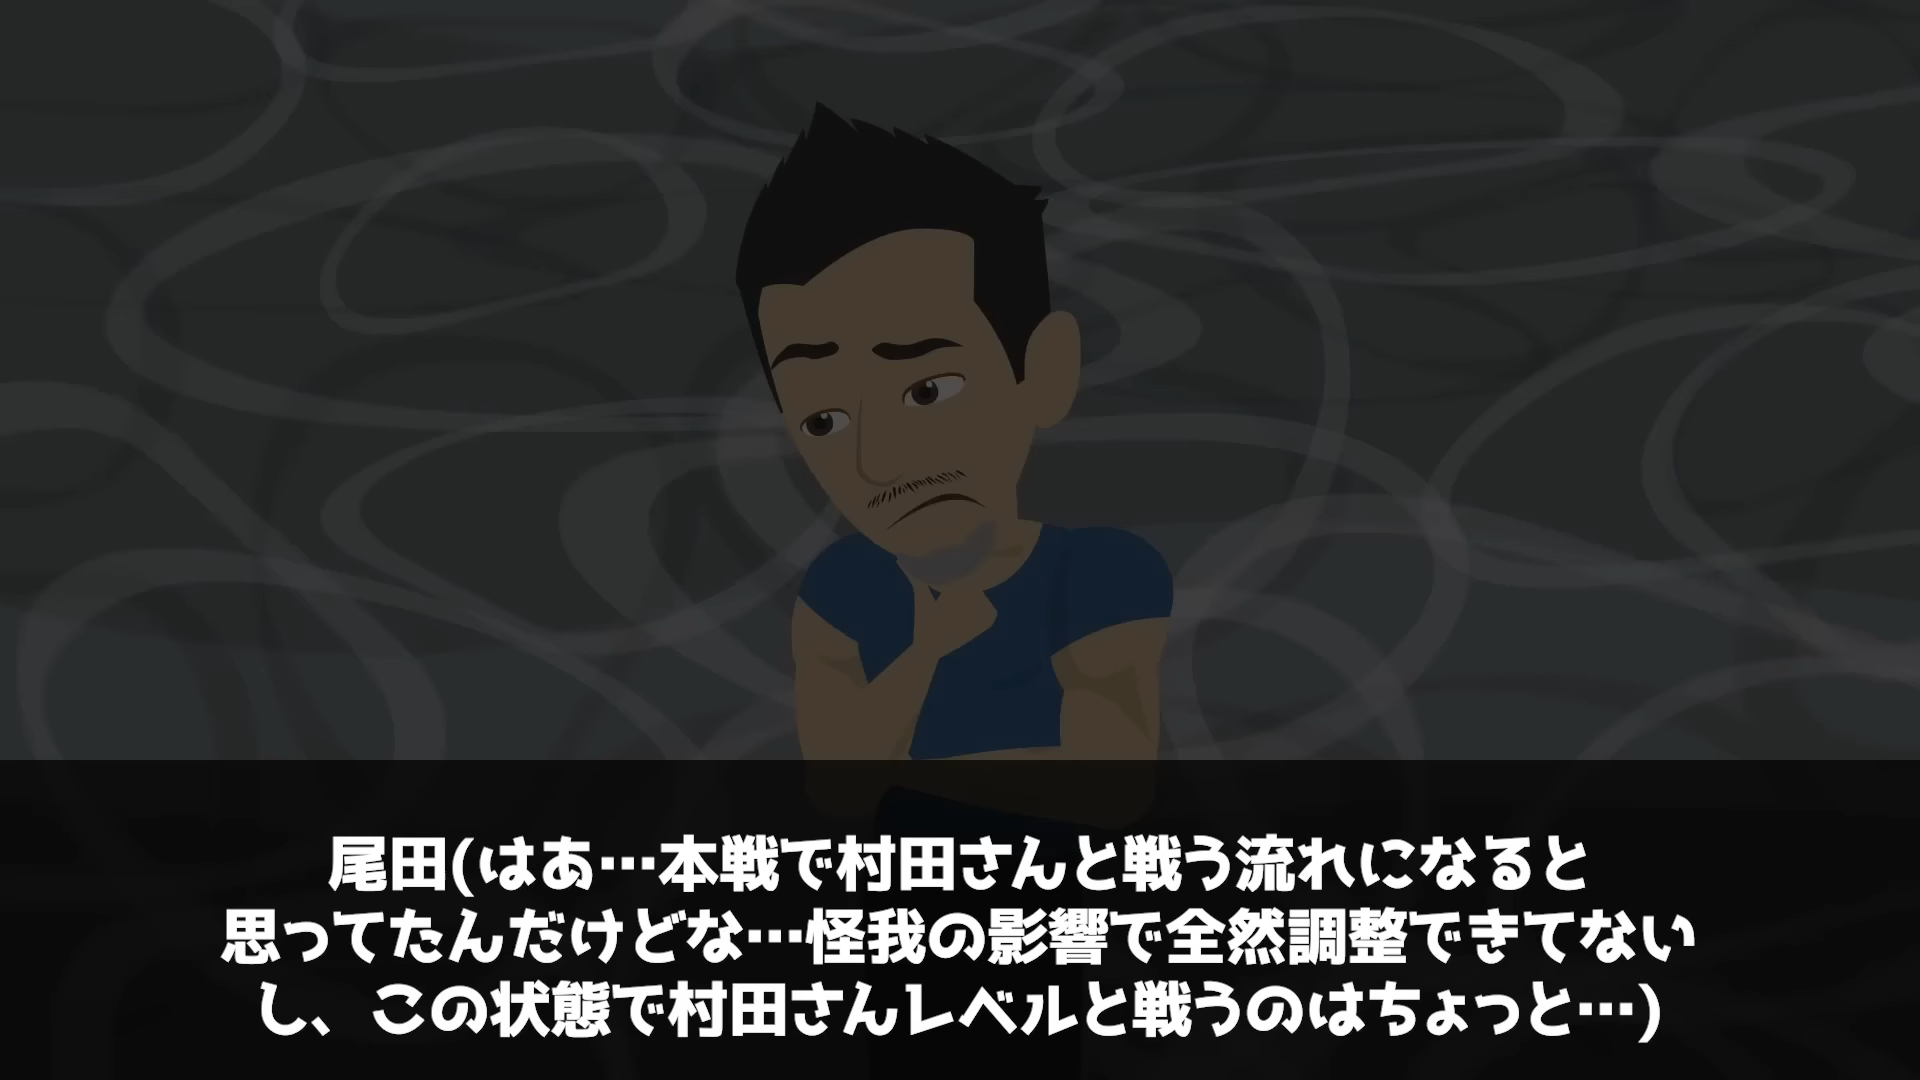 尾田(はあ…本戦で村田さんと戦う流れになると
思ってたんだけどな…怪我の影響で全然調整できてない
し、この状態で村田さんレベルと戦うのはちょっと…)